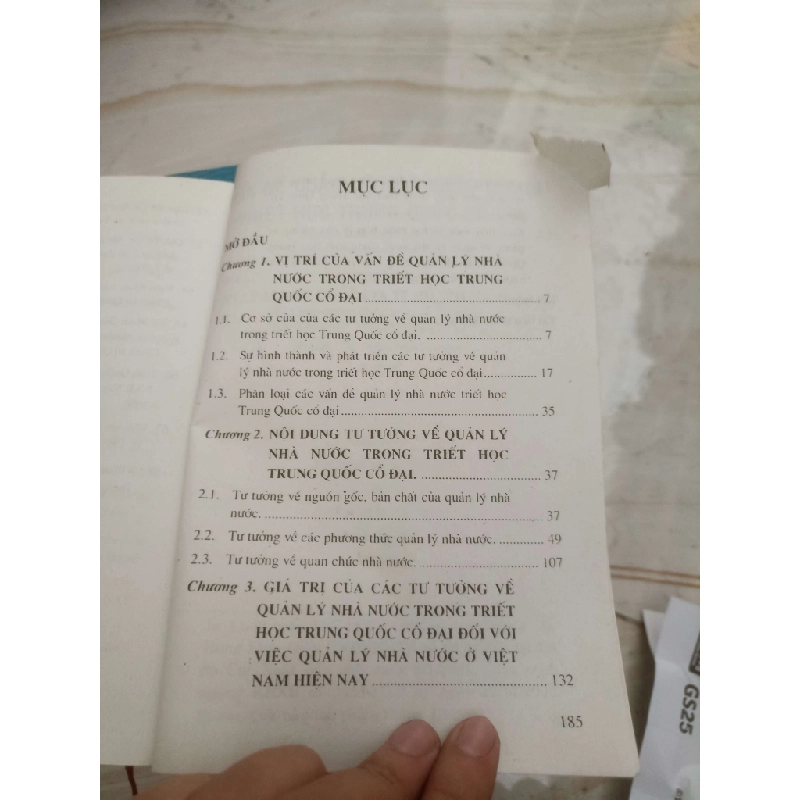 MỤC LỤC
MỞ ĐẦU
Chương 1. VỊ TRÍ CỦA VẤN ĐỀ QUẢN LÝ NHÀ
NƯỚC TRONG TRIẾT HỌC TRUNG
QUỐC CỔ ĐẠI ........................ 7
1.1. Cơ sở của của các tư tưởng về quản lý nhà nước
trong triết học Trung Quốc cổ đại. ........................ 7
1.2. Sự hình thành và phát triển các tư tưởng về quản
lý nhà nước trong triết học Trung Quốc cổ đại................ 17
1.3. Phân loại các vấn đề quản lý nhà nước triết học
Trung Quốc cổ đại........................ 35
Chương 2. NỘI DUNG TƯ TƯỞNG VỀ QUẢN LÝ
NHÀ NƯỚC TRONG TRIẾT HỌC
TRUNG QUỐC CỔ ĐẠI. ........................ 37
2.1. Tư tưởng về nguồn gốc, bản chất của quản lý nhà
nước. ........................ 37
2.2. Tư tưởng về các phương thức quản lý nhà nước. ............ 49
2.3. Tư tưởng về quan chức nhà nước. ........................ 107
Chương 3. GIÁ TRỊ CỦA CÁC TƯ TƯỞNG VỀ
QUẢN LÝ NHÀ NƯỚC TRONG TRIẾT
HỌC TRUNG QUỐC CỔ ĐẠI ĐỐI VỚI
VIỆC QUẢN LÝ NHÀ NƯỚC Ở VIỆT
NAM HIỆN NAY ........................ 132
185
GS25